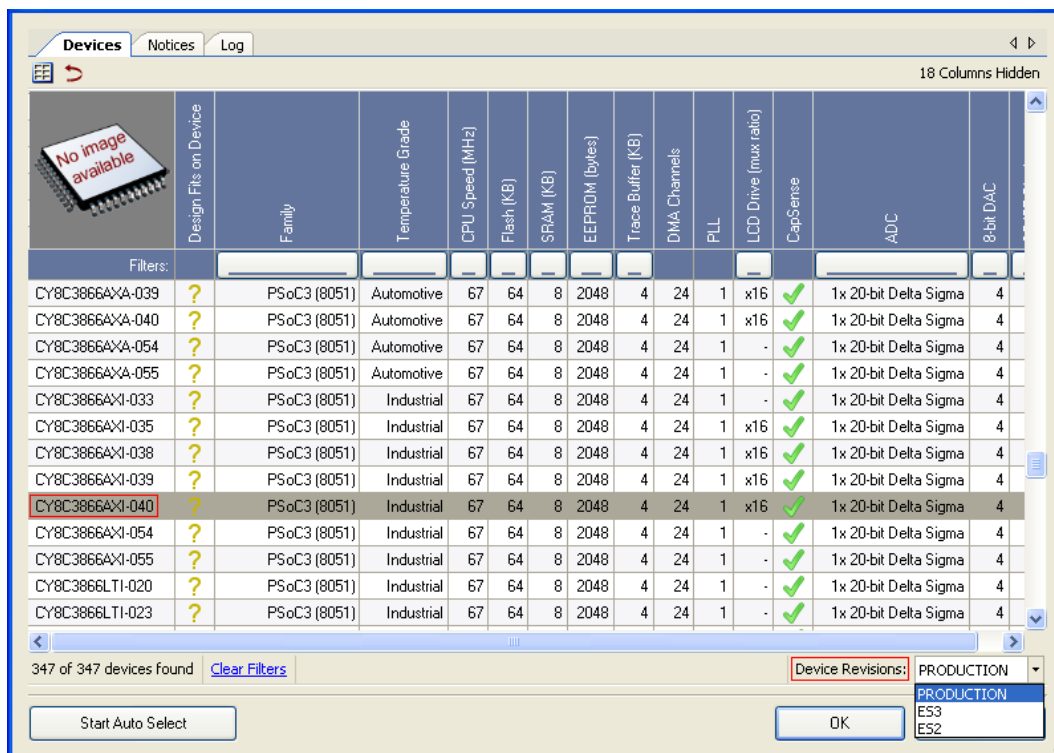 Devices Notices Log
18 Columns Hidden
No image available
Design Fits on Device
Family
Temperature Grade
CPU Speed (MHz)
Flash (KB)
SRAM (KB)
EEPROM (bytes)
Trace Buffer (KB)
DMA Channels
PLL
LCD Drive (mux ratio)
CapSense
ADC
8-bit DAC
Filters:
CY8C3866AXA-039 ? PSoC3 (8051) Automotive 67 64 8 2048 4 24 1 x16 1x 20-bit Delta Sigma 4
CY8C3866AXA-040 ? PSoC3 (8051) Automotive 67 64 8 2048 4 24 1 x16 1x 20-bit Delta Sigma 4
CY8C3866AXA-054 ? PSoC3 (8051) Automotive 67 64 8 2048 4 24 1 - 1x 20-bit Delta Sigma 4
CY8C3866AXA-055 ? PSoC3 (8051) Automotive 67 64 8 2048 4 24 1 - 1x 20-bit Delta Sigma 4
CY8C3866AXI-033 ? PSoC3 (8051) Industrial 67 64 8 2048 4 24 1 - 1x 20-bit Delta Sigma 4
CY8C3866AXI-035 ? PSoC3 (8051) Industrial 67 64 8 2048 4 24 1 x16 1x 20-bit Delta Sigma 4
CY8C3866AXI-038 ? PSoC3 (8051) Industrial 67 64 8 2048 4 24 1 x16 1x 20-bit Delta Sigma 4
CY8C3866AXI-039 ? PSoC3 (8051) Industrial 67 64 8 2048 4 24 1 x16 1x 20-bit Delta Sigma 4
CY8C3866AXI-040 ? PSoC3 (8051) Industrial 67 64 8 2048 4 24 1 x16 1x 20-bit Delta Sigma 4
CY8C3866AXI-054 ? PSoC3 (8051) Industrial 67 64 8 2048 4 24 1 - 1x 20-bit Delta Sigma 4
CY8C3866AXI-055 ? PSoC3 (8051) Industrial 67 64 8 2048 4 24 1 - 1x 20-bit Delta Sigma 4
CY8C3866LTI-020 ? PSoC3 (8051) Industrial 67 64 8 2048 4 24 1 - 1x 20-bit Delta Sigma 4
CY8C3866LTI-023 ? PSoC3 (8051) Industrial 67 64 8 2048 4 24 1 - 1x 20-bit Delta Sigma 4
347 of 347 devices found Clear Filters Device Revisions: PRODUCTION
PRODUCTION
ES3
ES2
Start Auto Select OK